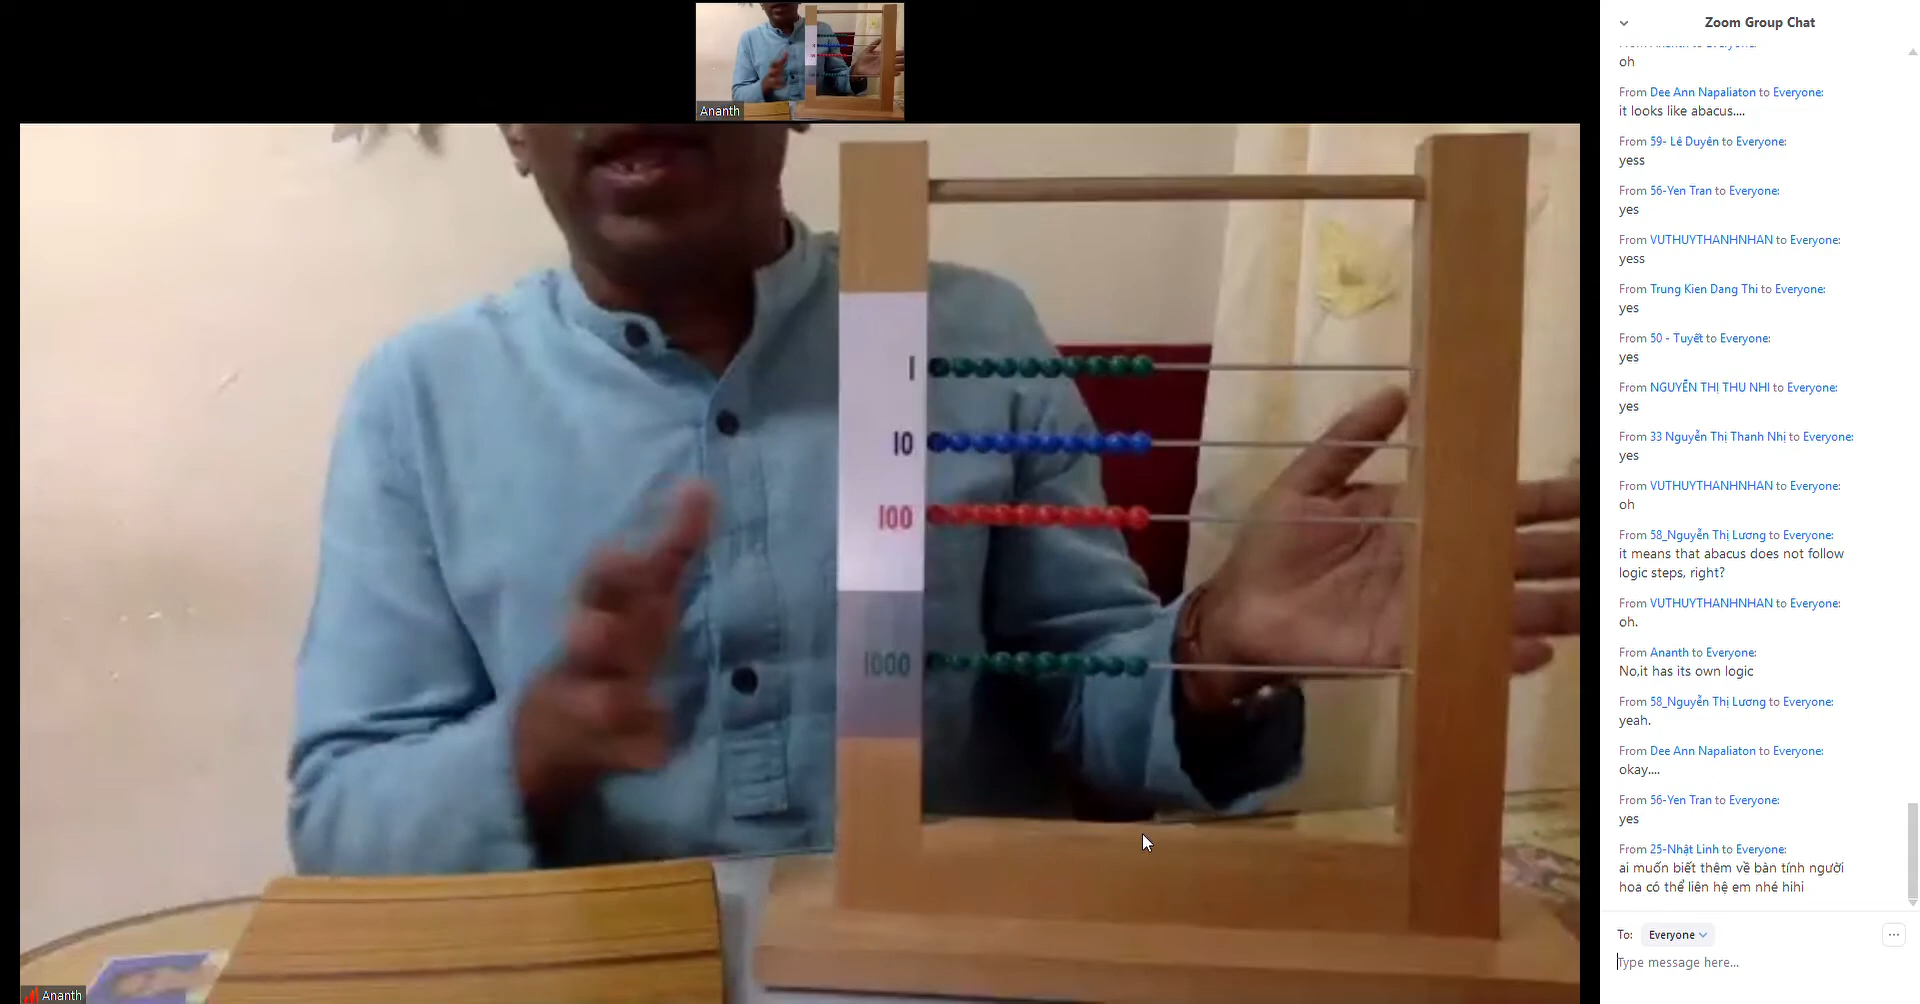 Ananth
1
10
100
1000
Ananth
Zoom Group Chat
oh
From Dee Ann Napaliaton to Everyone:
it looks like abacus....
From 59- Lê Duyên to Everyone:
yess
From 56-Yen Tran to Everyone:
yes
From VUTHUYTHANHNHAN to Everyone:
yess
From Trung Kien Dang Thi to Everyone:
yes
From 50 - Tuyết to Everyone:
yes
From NGUYỄN THỊ THU NHI to Everyone:
yes
From 33 Nguyễn Thị Thanh Nhị to Everyone:
yes
From VUTHUYTHANHNHAN to Everyone:
oh
From 58_Nguyễn Thị Lương to Everyone:
it means that abacus does not follow
logic steps, right?
From VUTHUYTHANHNHAN to Everyone:
oh.
From Ananth to Everyone:
No,it has its own logic
From 58_Nguyễn Thị Lương to Everyone:
yeah.
From Dee Ann Napaliaton to Everyone:
okay....
From 56-Yen Tran to Everyone:
yes
From 25-Nhật Linh to Everyone:
ai muốn biết thêm về bàn tính người
hoa có thể liên hệ em nhé hihi
To: Everyone
Type message here...